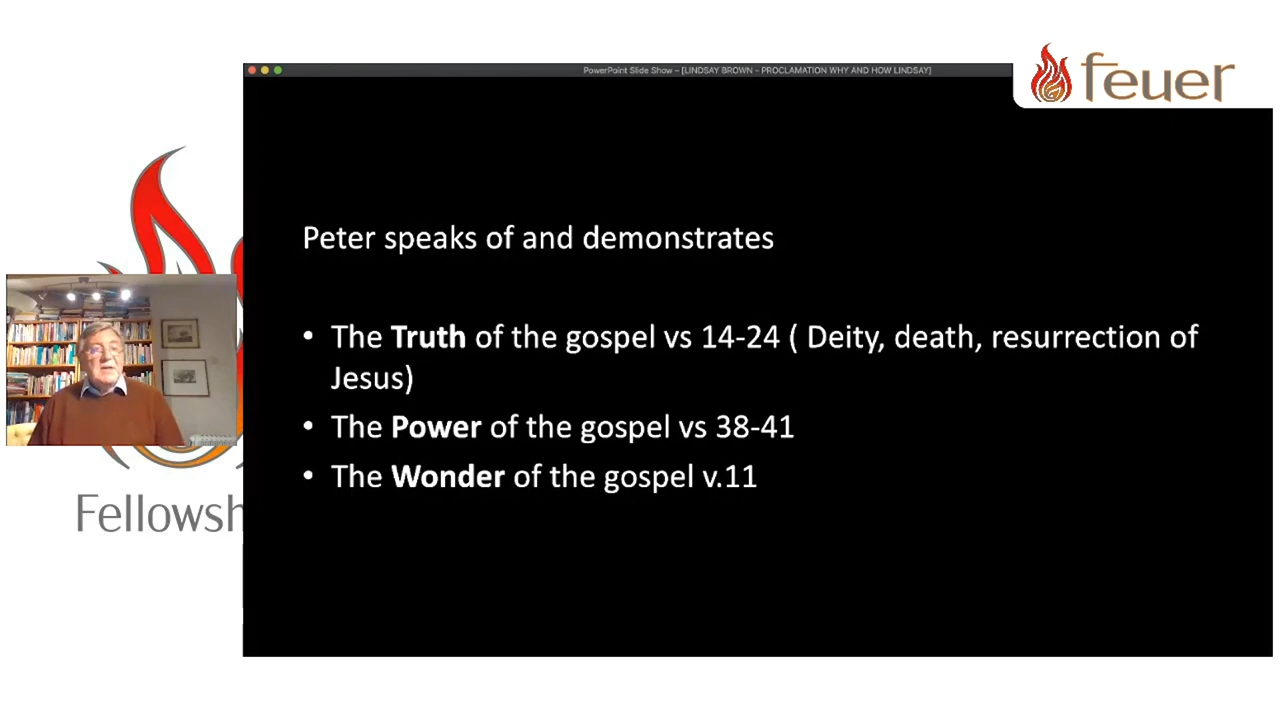 PowerPoint Slide Show – [LINDSAY BROWN - PROCLAMATION WHY AND HOW LINDSAY]
feuer
Peter speaks of and demonstrates
• The Truth of the gospel vs 14-24 ( Deity, death, resurrection of
Jesus)
• The Power of the gospel vs 38-41
• The Wonder of the gospel v.11
Fellowsh